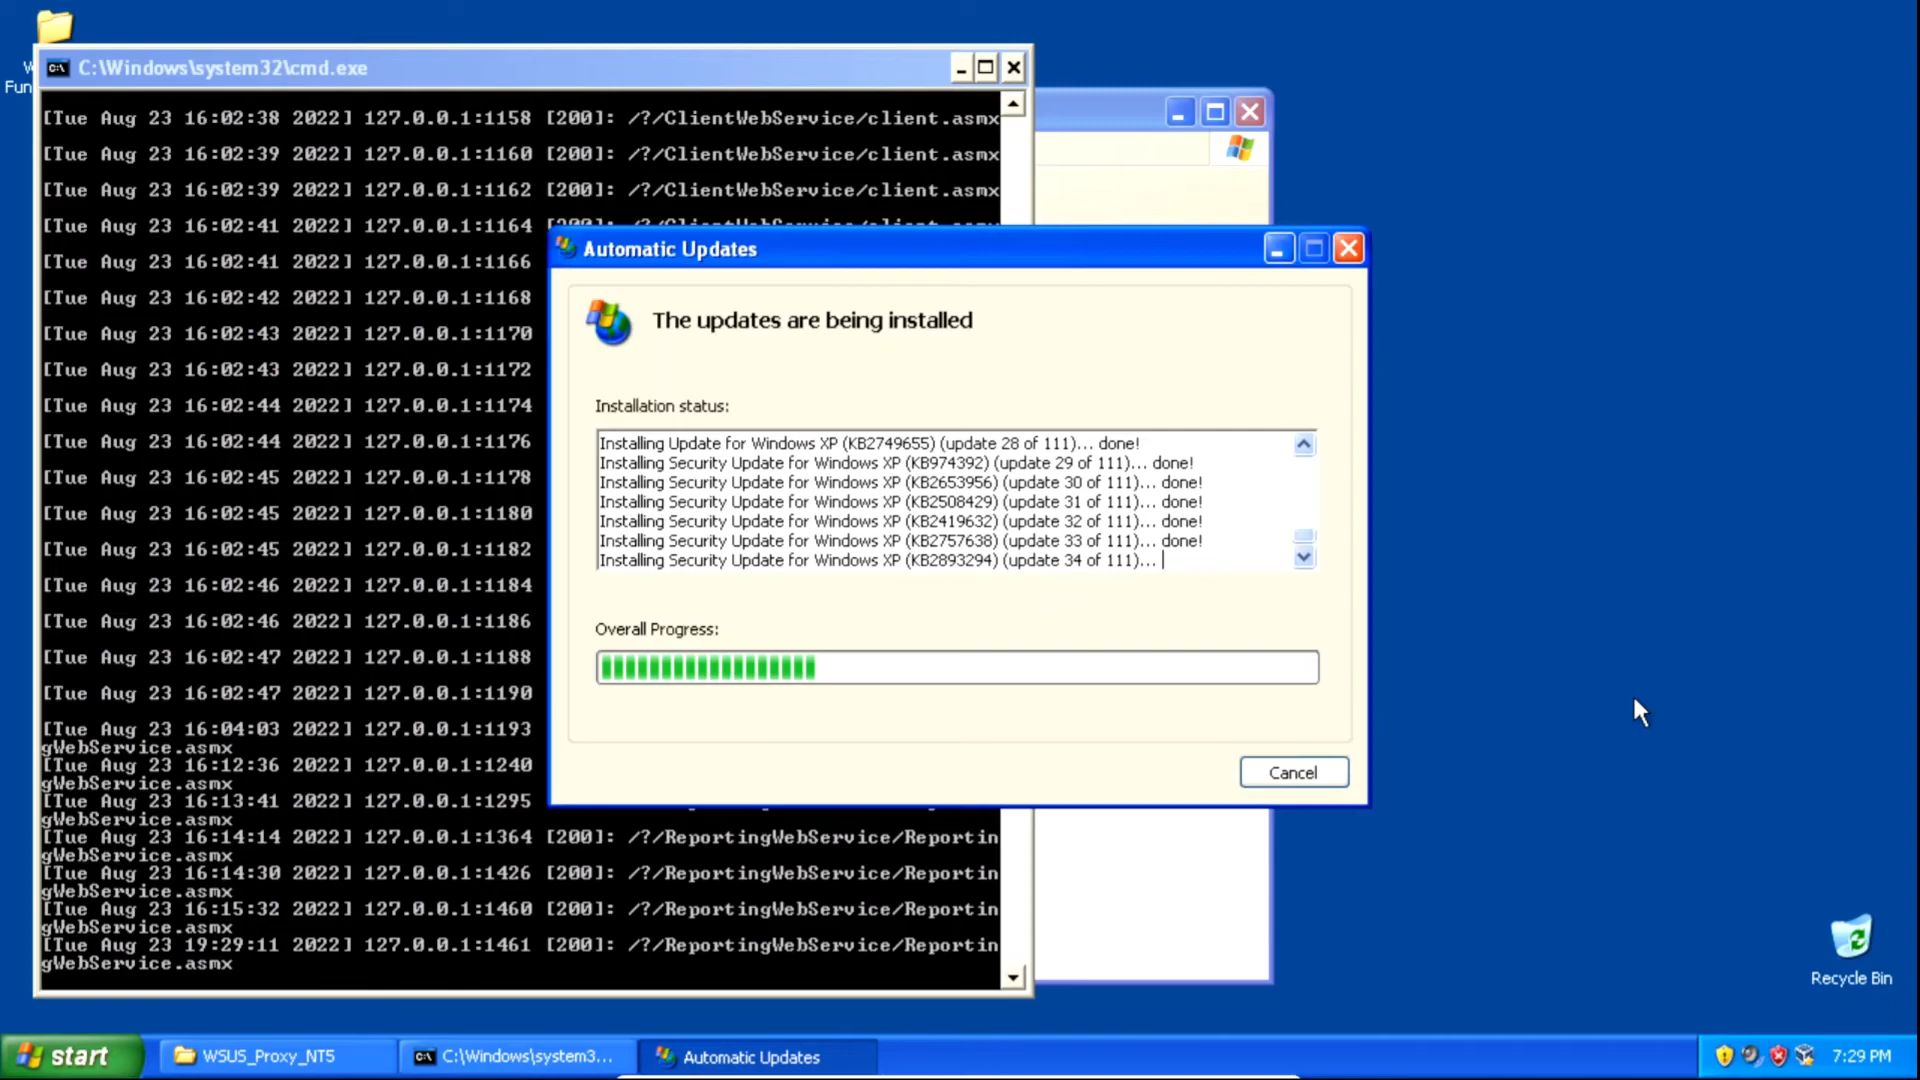 W
Fun
C:\Windows\system32\cmd.exe
[Tue Aug 23 16:02:38 2022] 127.0.0.1:1158 [200]: /?/ClientWebService/client.asmx
[Tue Aug 23 16:02:39 2022] 127.0.0.1:1160 [200]: /?/ClientWebService/client.asmx
[Tue Aug 23 16:02:39 2022] 127.0.0.1:1162 [200]: /?/ClientWebService/client.asmx
[Tue Aug 23 16:02:41 2022] 127.0.0.1:1164 [200]: /?/ClientWebService/client.asmx
[Tue Aug 23 16:02:41 2022] 127.0.0.1:1166
[Tue Aug 23 16:02:42 2022] 127.0.0.1:1168
[Tue Aug 23 16:02:43 2022] 127.0.0.1:1170
[Tue Aug 23 16:02:43 2022] 127.0.0.1:1172
[Tue Aug 23 16:02:44 2022] 127.0.0.1:1174
[Tue Aug 23 16:02:44 2022] 127.0.0.1:1176
[Tue Aug 23 16:02:45 2022] 127.0.0.1:1178
[Tue Aug 23 16:02:45 2022] 127.0.0.1:1180
[Tue Aug 23 16:02:45 2022] 127.0.0.1:1182
[Tue Aug 23 16:02:46 2022] 127.0.0.1:1184
[Tue Aug 23 16:02:46 2022] 127.0.0.1:1186
[Tue Aug 23 16:02:47 2022] 127.0.0.1:1188
[Tue Aug 23 16:02:47 2022] 127.0.0.1:1190
[Tue Aug 23 16:04:03 2022] 127.0.0.1:1193
gWebService.asmx
[Tue Aug 23 16:12:36 2022] 127.0.0.1:1240
gWebService.asmx
[Tue Aug 23 16:13:41 2022] 127.0.0.1:1295
gWebService.asmx
[Tue Aug 23 16:14:14 2022] 127.0.0.1:1364 [200]: /?/ReportingWebService/Reportin
gWebService.asmx
[Tue Aug 23 16:14:30 2022] 127.0.0.1:1426 [200]: /?/ReportingWebService/Reportin
gWebService.asmx
[Tue Aug 23 16:15:32 2022] 127.0.0.1:1460 [200]: /?/ReportingWebService/Reportin
gWebService.asmx
[Tue Aug 23 19:29:11 2022] 127.0.0.1:1461 [200]: /?/ReportingWebService/Reportin
gWebService.asmx
Automatic Updates
The updates are being installed
Installation status:
Installing Update for Windows XP (KB2749655) (update 28 of 111)... done!
Installing Security Update for Windows XP (KB974392) (update 29 of 111)... done!
Installing Security Update for Windows XP (KB2653956) (update 30 of 111)... done!
Installing Security Update for Windows XP (KB2508429) (update 31 of 111)... done!
Installing Security Update for Windows XP (KB2419632) (update 32 of 111)... done!
Installing Security Update for Windows XP (KB2757638) (update 33 of 111)... done!
Installing Security Update for Windows XP (KB2893294) (update 34 of 111)...
Overall Progress:
Cancel
Recycle Bin
start
WSUS_Proxy_NT5
C:\Windows\system3...
Automatic Updates
7:29 PM